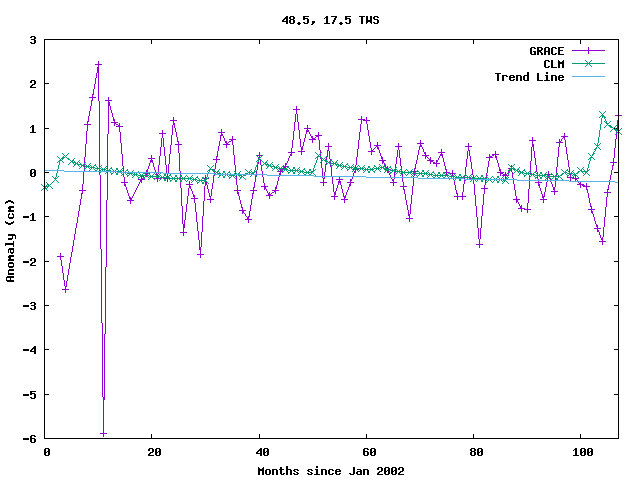 48.5, 17.5 TWS
GRACE
CLM
Trend Line
3
2
1
0
-1
-2
-3
-4
-5
-6
Anomaly (cm)
0 20 40 60 80 100
Months since Jan 2002